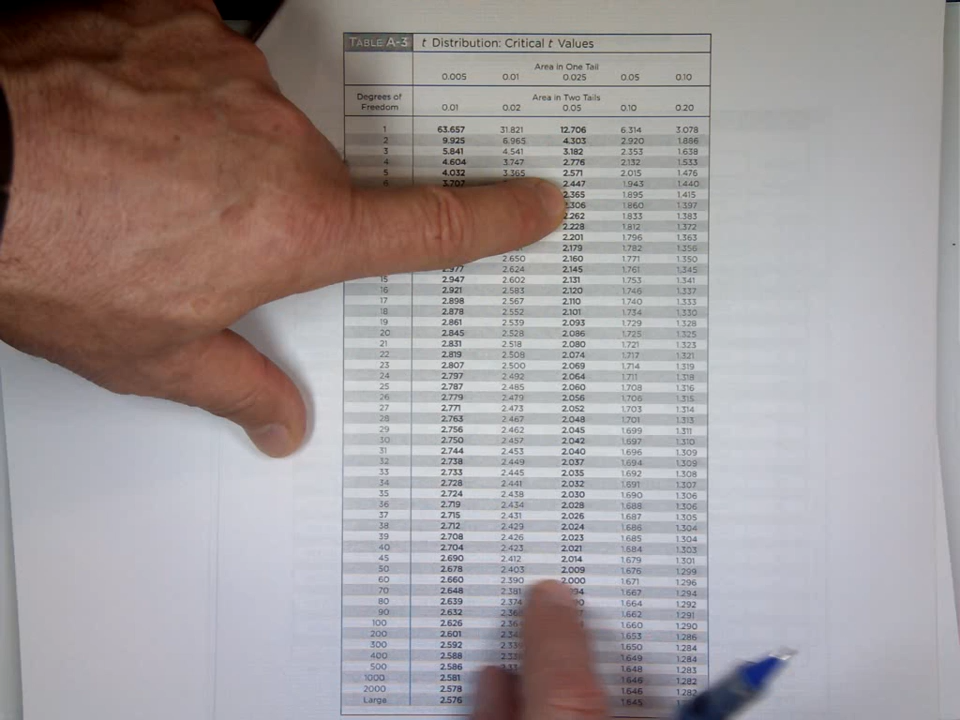 TABLE A-3 t Distribution: Critical t Values
Area in One Tail
0.005 0.01 0.025 0.05 0.10
Degrees of Freedom
Area in Two Tails
0.01 0.02 0.05 0.10 0.20
1 63.657 31.821 12.706 6.314 3.078
2 9.925 6.965 4.303 2.920 1.886
3 5.841 4.541 3.182 2.353 1.638
4 4.604 3.747 2.776 2.132 1.533
5 4.032 3.365 2.571 2.015 1.476
6 3.707 2.447 1.943 1.440
2.365 1.895 1.415
1.860 1.397
2.262 1.833 1.383
2.228 1.812 1.372
2.201 1.796 1.363
2.179 1.782 1.356
2.650 2.160 1.771 1.350
2.977 2.624 2.145 1.761 1.345
15 2.947 2.602 2.131 1.753 1.341
16 2.921 2.583 2.120 1.746 1.337
17 2.898 2.567 2.110 1.740 1.333
18 2.878 2.552 2.101 1.734 1.330
19 2.861 2.539 2.093 1.729 1.328
20 2.845 2.528 2.086 1.725 1.325
21 2.831 2.518 2.080 1.721 1.323
22 2.819 2.508 2.074 1.717 1.321
23 2.807 2.500 2.069 1.714 1.319
24 2.797 2.492 2.064 1.711 1.318
25 2.787 2.485 2.060 1.708 1.316
26 2.779 2.479 2.056 1.706 1.315
27 2.771 2.473 2.052 1.703 1.314
28 2.763 2.467 2.048 1.701 1.313
29 2.756 2.462 2.045 1.699 1.311
30 2.750 2.457 2.042 1.697 1.310
31 2.744 2.453 2.040 1.696 1.309
32 2.738 2.449 2.037 1.694 1.309
33 2.733 2.445 2.035 1.692 1.308
34 2.728 2.441 2.032 1.691 1.307
35 2.724 2.438 2.030 1.690 1.306
36 2.719 2.434 2.028 1.688 1.306
37 2.715 2.431 2.026 1.687 1.305
38 2.712 2.429 2.024 1.686 1.304
39 2.708 2.426 2.023 1.685 1.304
40 2.704 2.423 2.021 1.684 1.303
45 2.690 2.412 2.014 1.679 1.301
50 2.678 2.403 2.009 1.676 1.299
60 2.660 2.390 2.000 1.671 1.296
70 2.648 2.381 1.667 1.294
80 2.639 2.374 1.664 1.292
90 2.632 1.662 1.291
100 2.626 1.660 1.290
200 2.601 1.653 1.286
300 2.592 1.650 1.284
400 2.588 1.649 1.284
500 2.586 1.648 1.283
1000 2.581 1.646 1.282
2000 2.578 1.646 1.282
Large 2.576 1.645